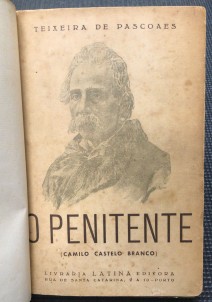 TEIXEIRA DE PASCOAES
O PENITENTE
(CAMILO CASTELO BRANCO)
LIVRARIA LATINA EDITORA
RUA DE SANTA CATARINA, 2 A 10-PORTO